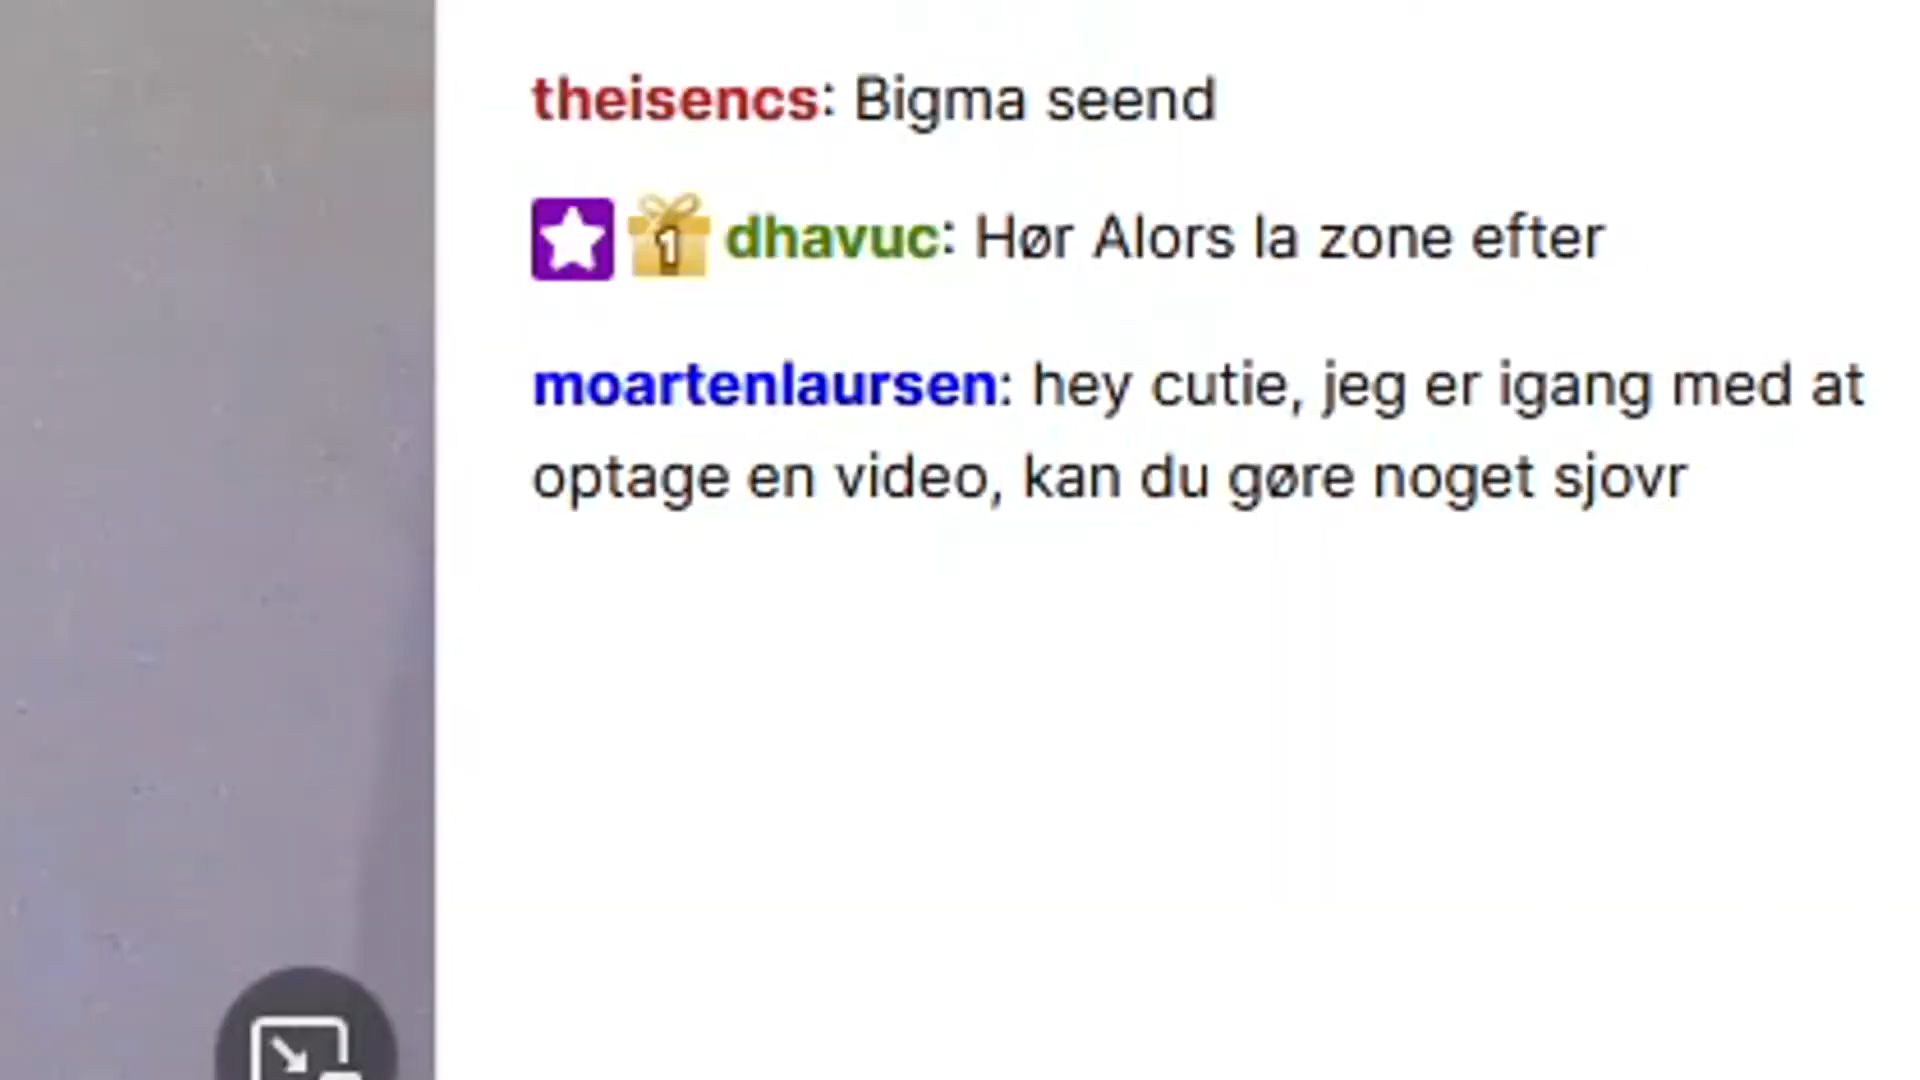 theisencs: Bigma seend
1 dhavuc: Hør Alors la zone efter
moartenlaursen: hey cutie, jeg er igang med at
optage en video, kan du gøre noget sjovr